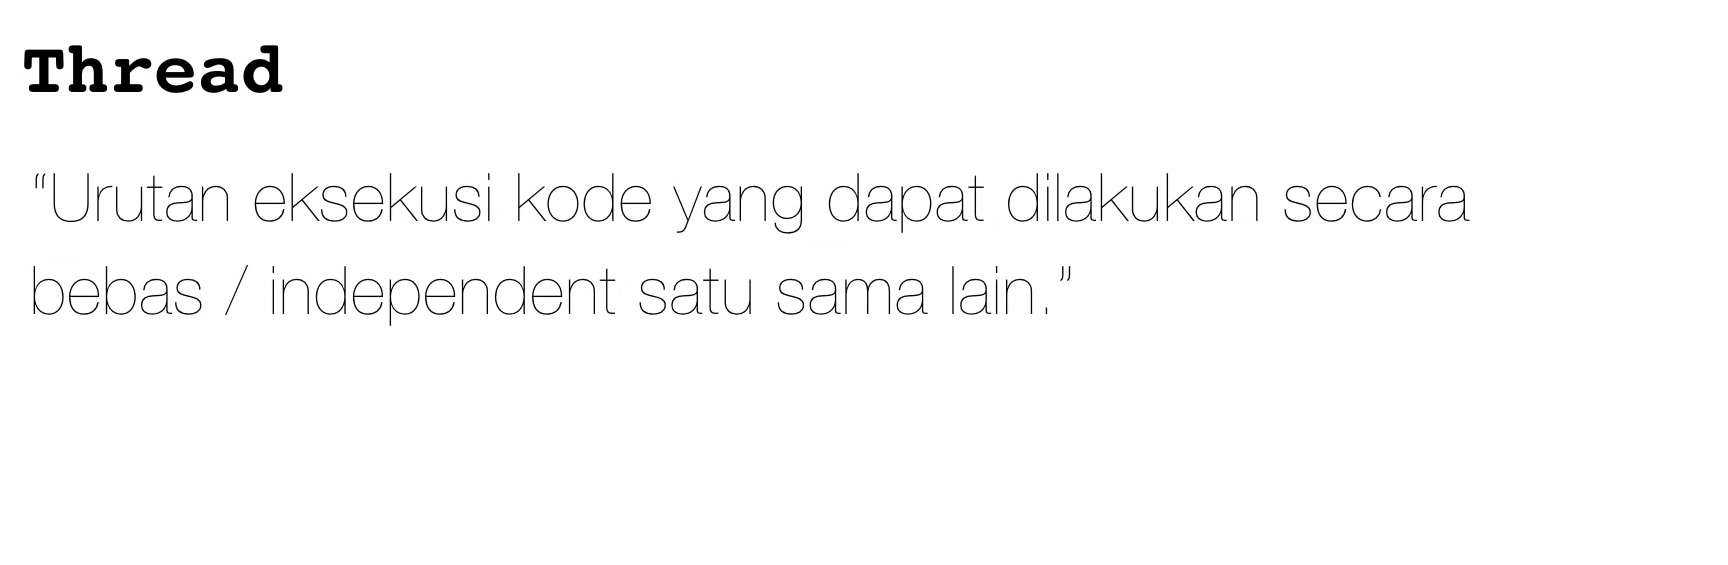 Thread
“Urutan eksekusi kode yang dapat dilakukan secara
bebas / independent satu sama lain.”